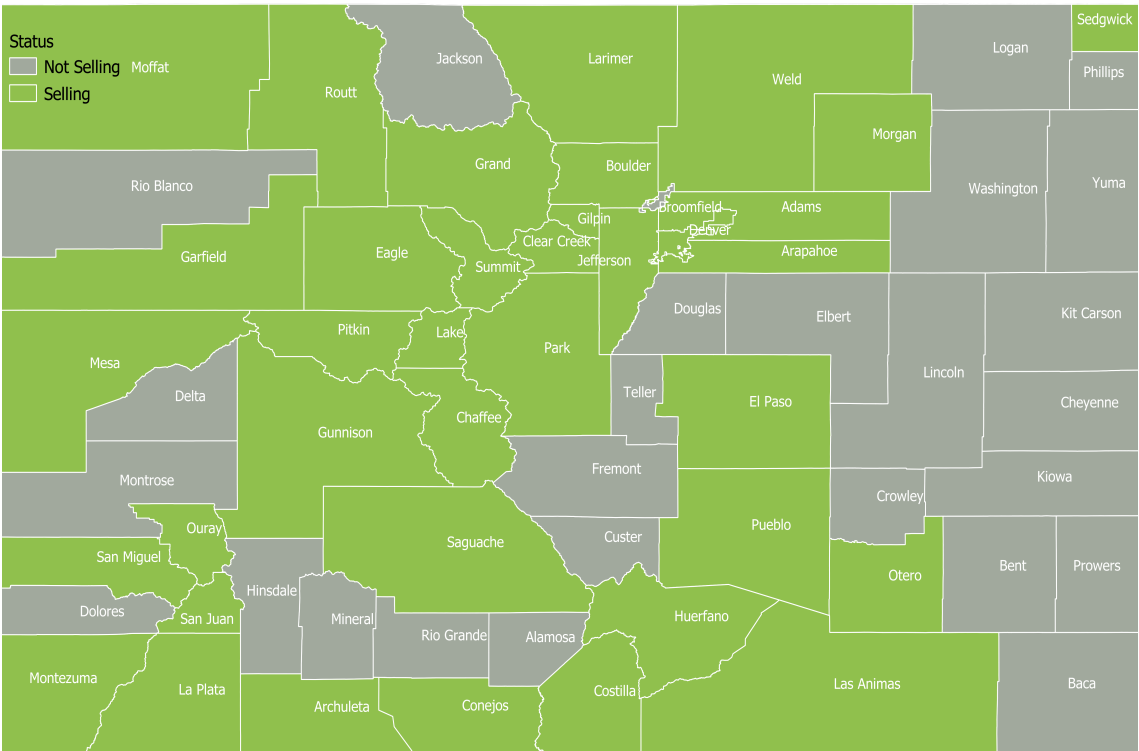 Status
Not Selling
Selling
Moffat
Routt
Jackson
Larimer
Weld
Logan
Sedgwick
Phillips
Morgan
Grand
Boulder
Rio Blanco
Washington
Yuma
Broomfield
Adams
Gilpin
Denver
Clear Creek
Jefferson
Arapahoe
Garfield
Eagle
Summit
Douglas
Elbert
Kit Carson
Pitkin
Lake
Park
Mesa
Lincoln
Delta
Teller
El Paso
Cheyenne
Gunnison
Chaffee
Fremont
Montrose
Crowley
Kiowa
Ouray
Saguache
Custer
Pueblo
San Miguel
Otero
Bent
Prowers
Hinsdale
Dolores
San Juan
Mineral
Rio Grande
Alamosa
Huerfano
Montezuma
La Plata
Archuleta
Conejos
Costilla
Las Animas
Baca